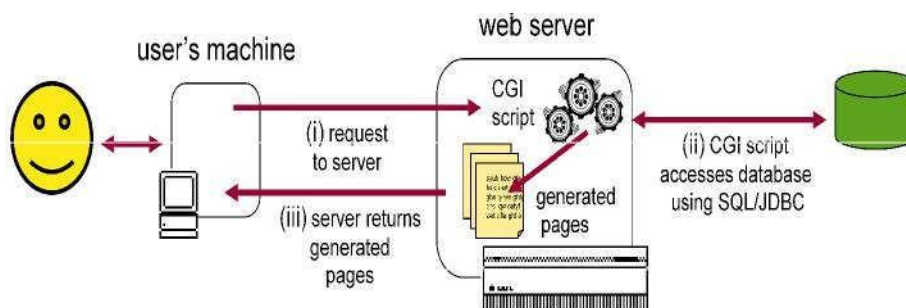 web server
user's machine
CGI
script
(i) request
to server
(ii) CGI script
accesses database
using SQL/JDBC
generated
pages
(iii) server returns
generated
pages